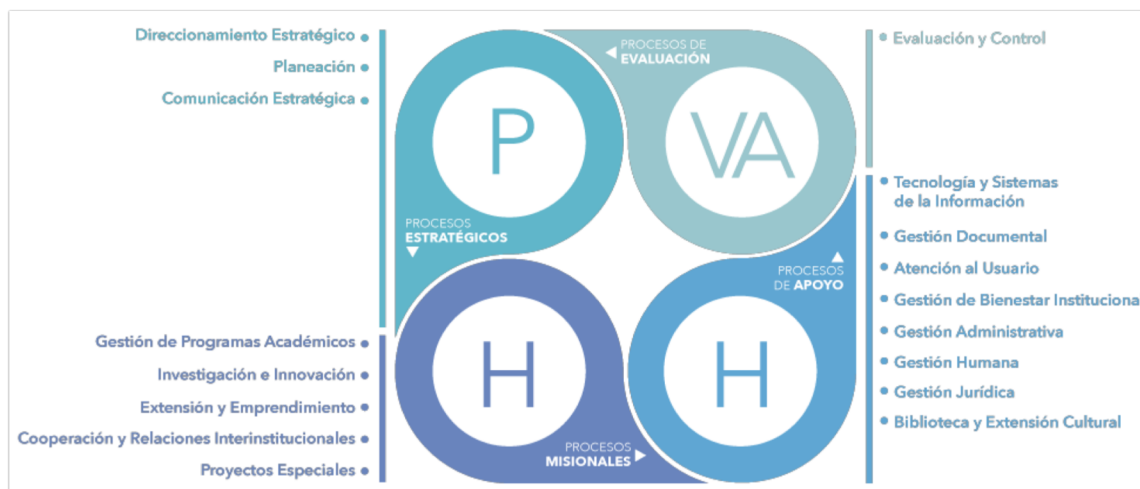 Direccionamiento Estratégico
Planeación
Comunicación Estratégica
P
PROCESOS
ESTRATÉGICOS
PROCESOS DE
EVALUACIÓN
VA
Evaluación y Control
Gestión de Programas Académicos
Investigación e Innovación
Extensión y Emprendimiento
Cooperación y Relaciones Interinstitucionales
Proyectos Especiales
H
PROCESOS
MISIONALES
H
PROCESOS
DE APOYO
Tecnología y Sistemas
de la Información
Gestión Documental
Atención al Usuario
Gestión de Bienestar Instituciona
Gestión Administrativa
Gestión Humana
Gestión Jurídica
Biblioteca y Extensión Cultural